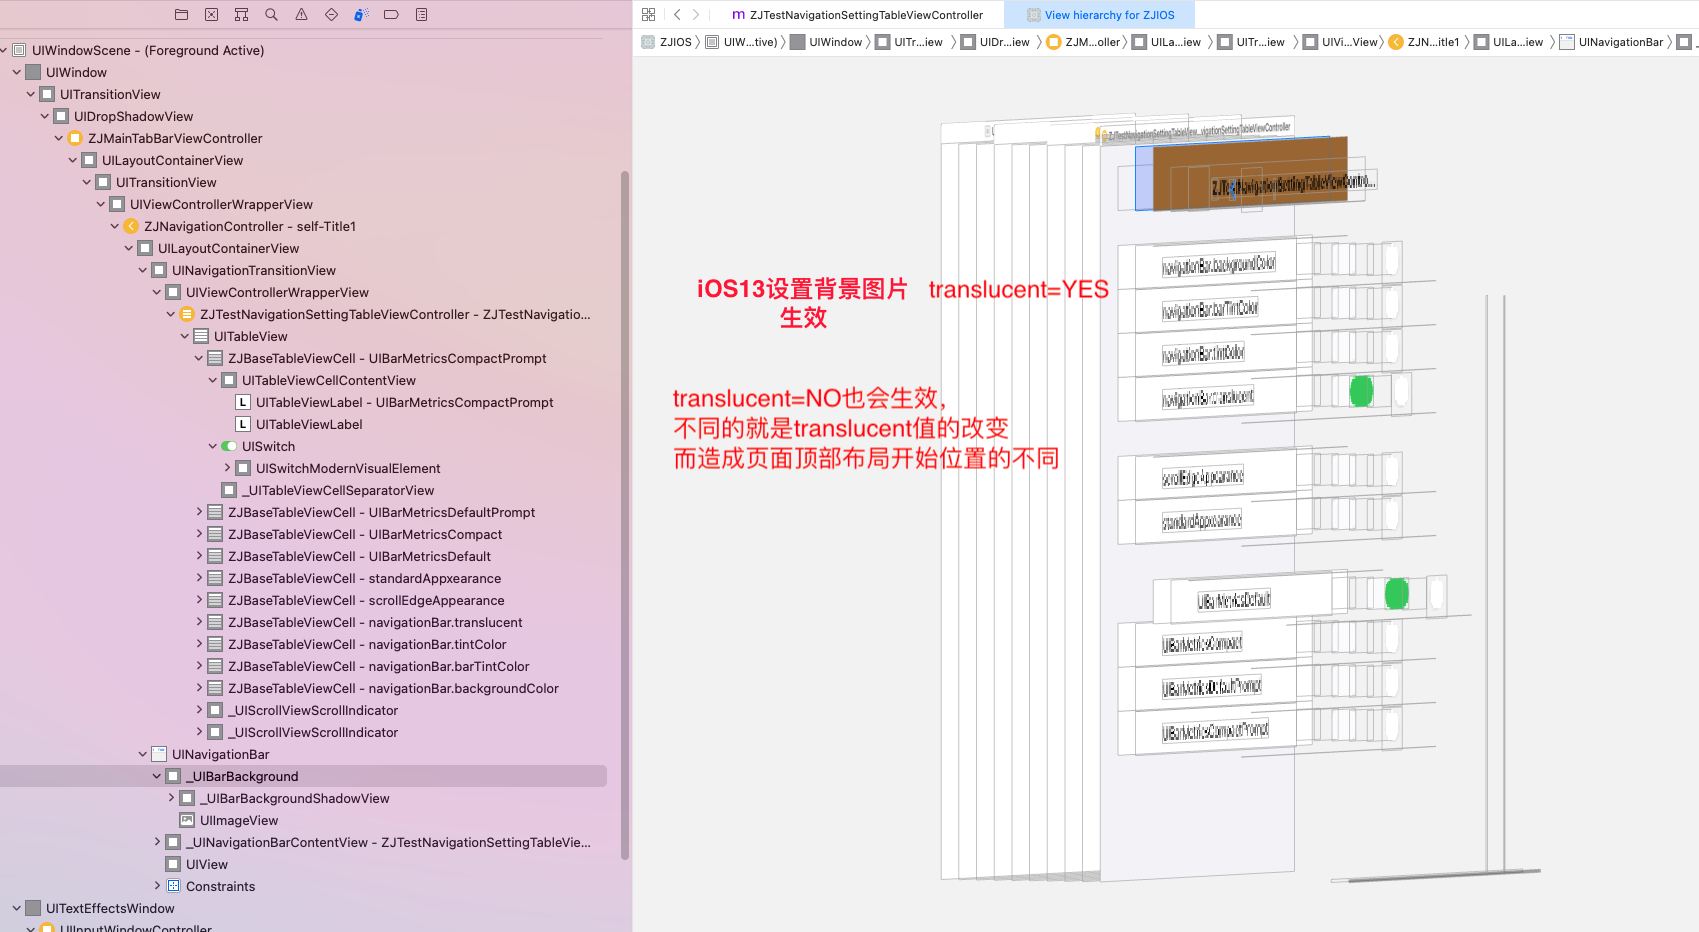 ZJTestNavigationSettingTableViewController
View hierarchy for ZJIOS
ZJIOS
UIW...tive)
UIWindow
UITr...iew
UIDr...iew
ZJM...oller
UILa...iew
UITr...iew
UIVi...View
ZJN...itle1
UILa...iew
UINavigationBar
UIWindowScene - (Foreground Active)
UIWindow
UITransitionView
UIDropShadowView
ZJMainTabBarViewController
UILayoutContainerView
UITransitionView
UIViewControllerWrapperView
ZJNavigationController - self-Title1
UILayoutContainerView
UINavigationTransitionView
UIViewControllerWrapperView
ZJTestNavigationSettingTableViewController - ZJTestNavigatio...
UITableView
ZJBaseTableViewCell - UIBarMetricsCompactPrompt
UITableViewCellContentView
UITableViewLabel - UIBarMetricsCompactPrompt
UITableViewLabel
UISwitch
UISwitchModernVisualElement
_UITableViewCellSeparatorView
ZJBaseTableViewCell - UIBarMetricsDefaultPrompt
ZJBaseTableViewCell - UIBarMetricsCompact
ZJBaseTableViewCell - UIBarMetricsDefault
ZJBaseTableViewCell - standardAppxearance
ZJBaseTableViewCell - scrollEdgeAppearance
ZJBaseTableViewCell - navigationBar.translucent
ZJBaseTableViewCell - navigationBar.tintColor
ZJBaseTableViewCell - navigationBar.barTintColor
ZJBaseTableViewCell - navigationBar.backgroundColor
_UIScrollViewScrollIndicator
_UIScrollViewScrollIndicator
UINavigationBar
_UIBarBackground
_UIBarBackgroundShadowView
UIImageView
_UINavigationBarContentView - ZJTestNavigationSettingTableVie...
UIView
Constraints
UITextEffectsWindow
UIInputWindowController
iOS13设置背景图片 translucent=YES
生效
translucent=NO也会生效,
不同的就是translucent值的改变
而造成页面顶部布局开始位置的不同
ZJTestNavigationSettingTableViewContro...
navigationBar.backgroundColor
navigationBar.barTintColor
navigationBar.tintColor
navigationBar.translucent
scrollEdgeAppearance
standardAppxearance
UIBarMetricsDefault
UIBarMetricsCompact
UIBarMetricsDefaultPrompt
UIBarMetricsCompactPrompt